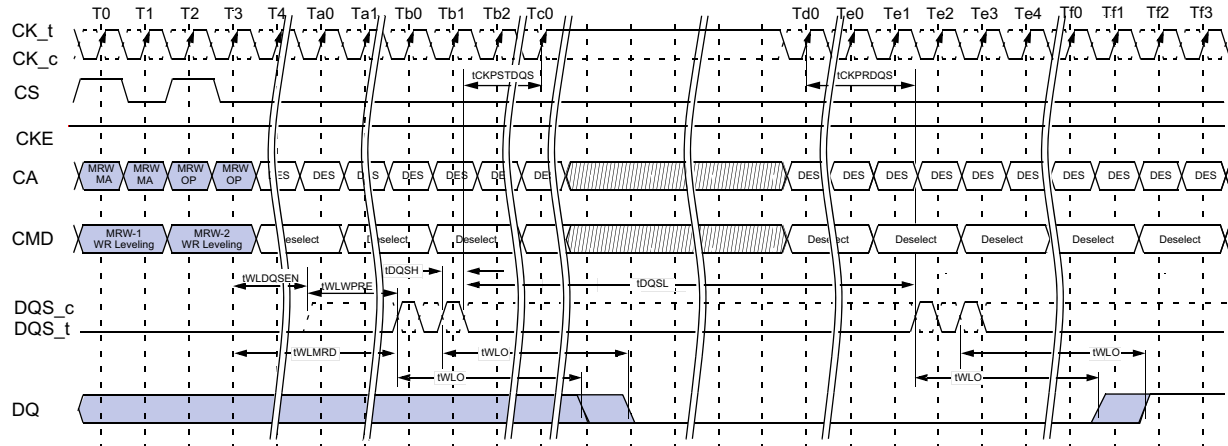 T0 T1 T2 T3 T4 Ta0 Ta1 Tb0 Tb1 Tb2 Tc0 Td0 Te0 Te1 Te2 Te3 Te4 Tf0 Tf1 Tf2 Tf3
CK_t
CK_c
tCKPSTDQS tCKPRDQS
CS
CKE
CA
MRW MA
MRW MA
MRW OP
MRW OP
DES DES DES DES DES DES DES DES DES DES DES DES DES DES DES DES DES
CMD
MRW-1 WR Leveling
MRW-2 WR Leveling
Deselect Deselect Deselect Deselect Deselect Deselect Deselect Deselect
tWLDQSEN tWLWPRE tDQSH tDQSL
DQS_c
DQS_t
tWLMRD tWLO tWLO
tWLO tWLO
DQ